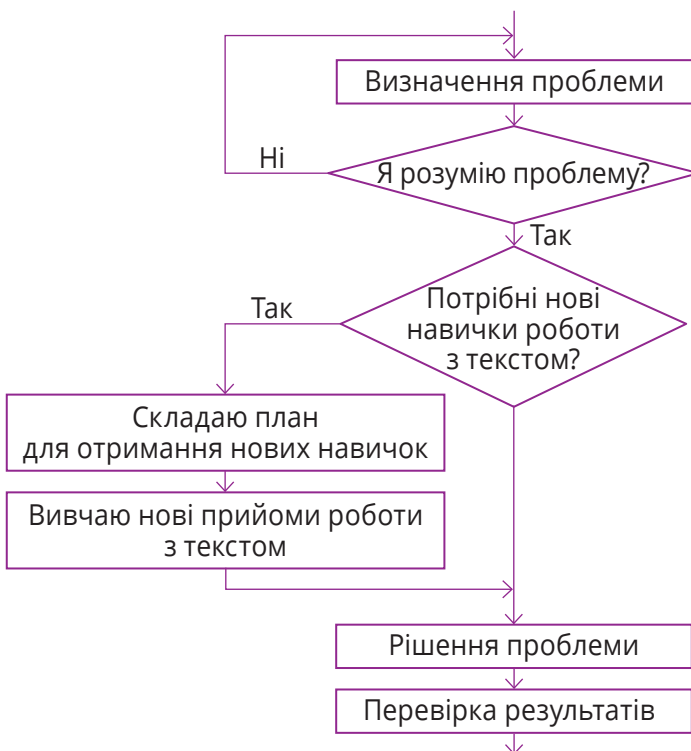 Визначення проблеми
Ні
Я розумію проблему?
Так
Потрібні нові
навички роботи
з текстом?
Так
Складаю план
для отримання нових навичок
Вивчаю нові прийоми роботи
з текстом
Рішення проблеми
Перевірка результатів